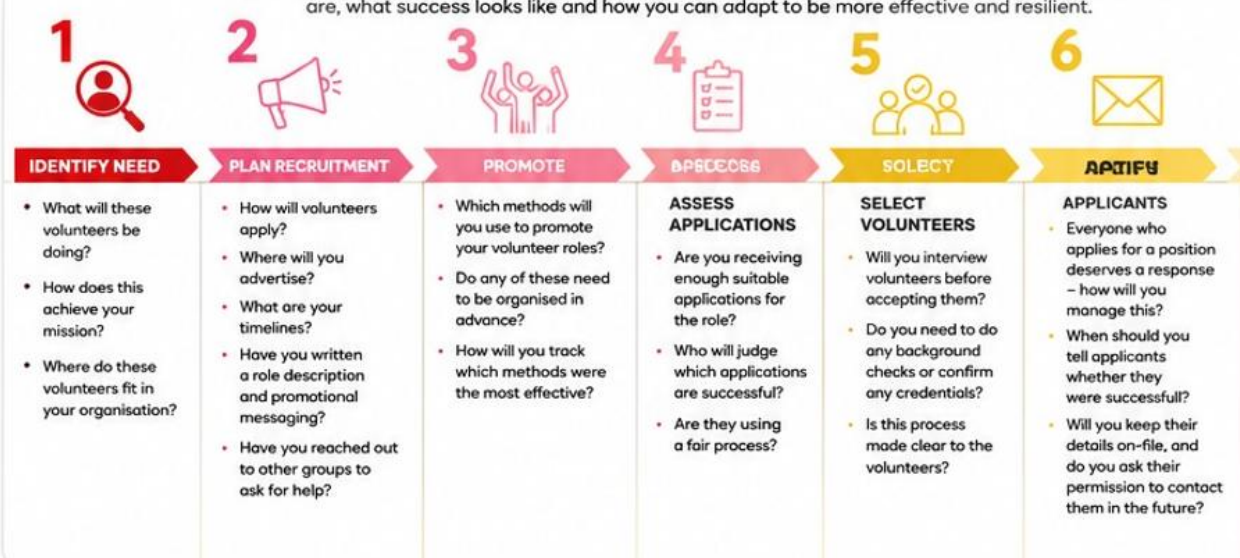 are, what success looks like and how you can adapt to be more effective and resilient.
1
2
3
4
5
6
IDENTIFY NEED
PLAN RECRUITMENT
PROMOTE
SOLECT
• What will these
volunteers be
doing?
• How does this
achieve your
mission?
• Where do these
volunteers fit in
your organisation?
• How will volunteers
apply?
• Where will you
advertise?
• What are your
timelines?
• Have you written
a role description
and promotional
messaging?
• Have you reached out
to other groups to
ask for help?
• Which methods will
you use to promote
your volunteer roles?
• Do any of these need
to be organised in
advance?
• How will you track
which methods were
the most effective?
ASSESS
APPLICATIONS
• Are you receiving
enough suitable
applications for
the role?
• Who will judge
which applications
are successful?
• Are they using
a fair process?
SELECT
VOLUNTEERS
• Will you interview
volunteers before
accepting them?
• Do you need to do
any background
checks or confirm
any credentials?
• Is this process
made clear to the
volunteers?
APPLICANTS
• Everyone who
applies for a position
deserves a response
– how will you
manage this?
• When should you
tell applicants
whether they
were successfull?
• Will you keep their
details on-file, and
do you ask their
permission to contact
them in the future?